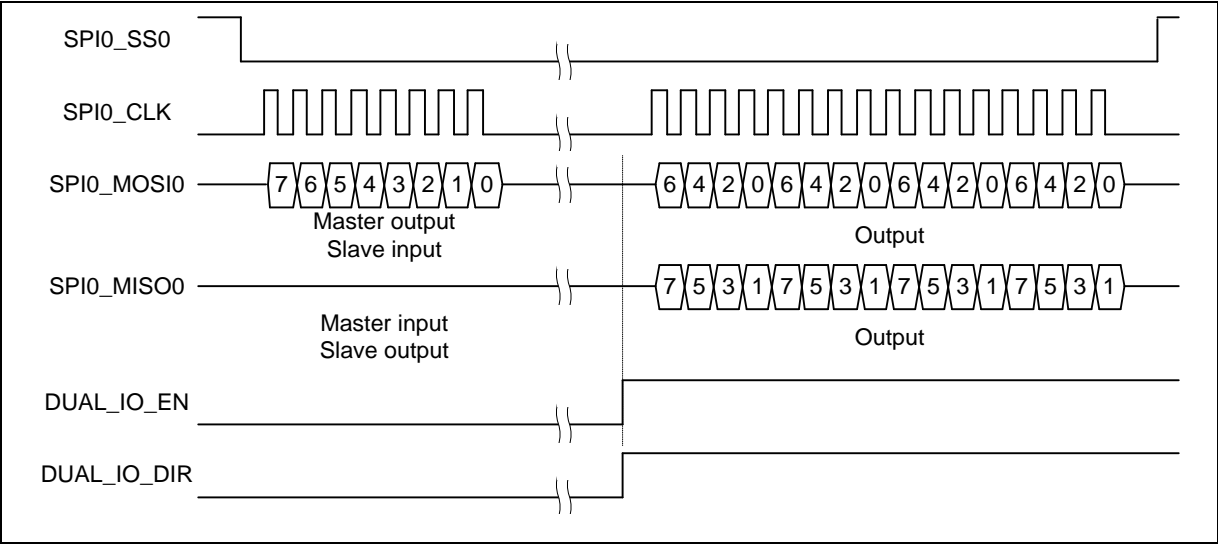 SPI0_SS0
SPI0_CLK
SPI0_MOSI0 7 6 5 4 3 2 1 0 6 4 2 0 6 4 2 0 6 4 2 0 6 4 2 0
Master output
Slave input
Output
SPI0_MISO0 7 5 3 1 7 5 3 1 7 5 3 1 7 5 3 1
Master input
Slave output
Output
DUAL_IO_EN
DUAL_IO_DIR